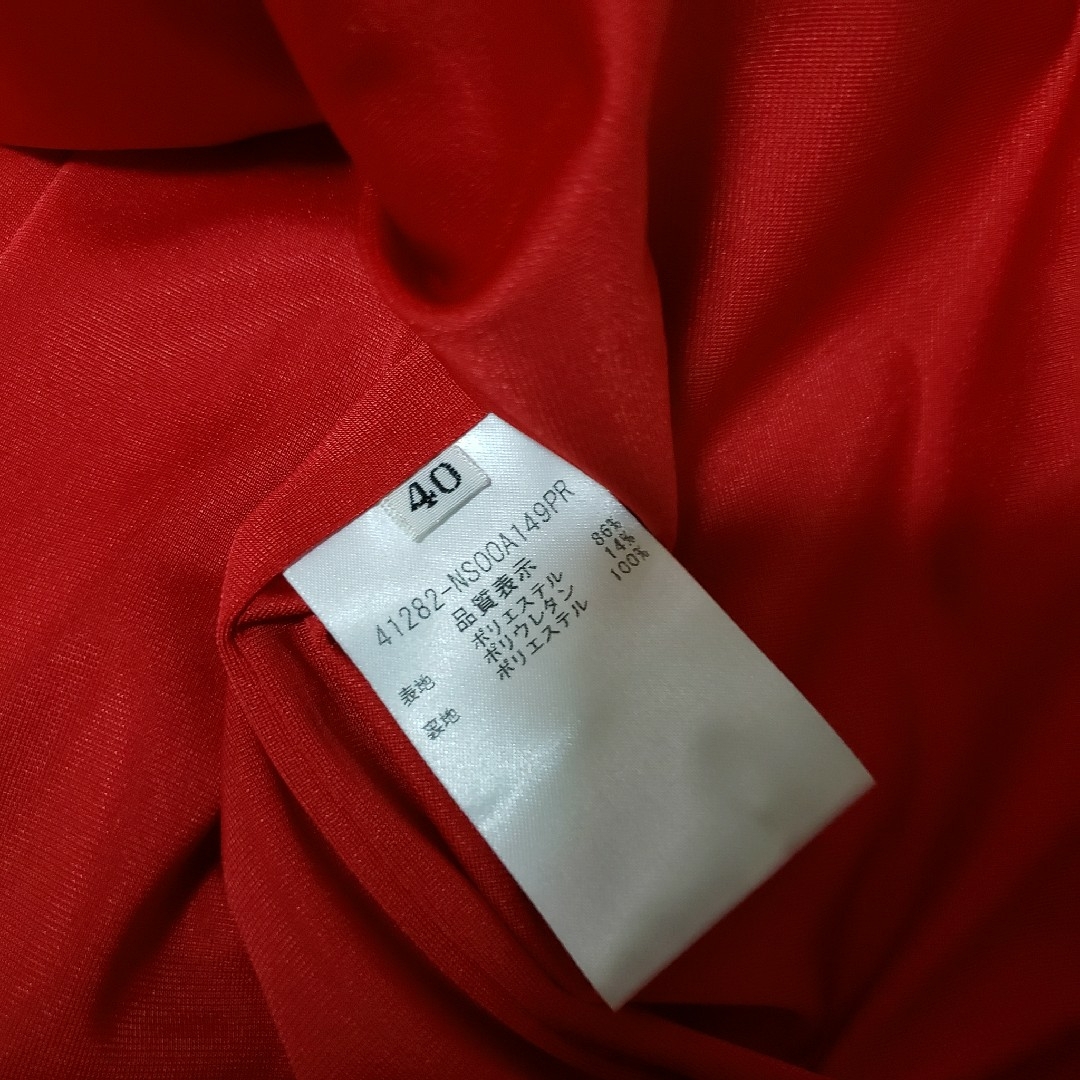 40
41282-NS00A149PR
品質表示
表地 ポリエステル 86%
ポリウレタン 14%
裏地 ポリエステル 100%